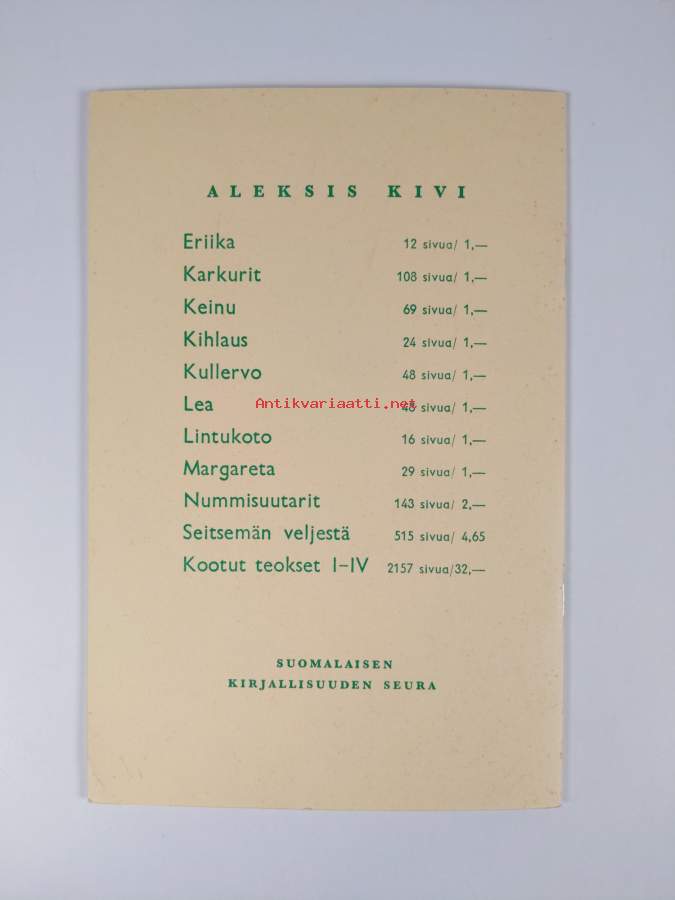 ALEKSIS KIVI
Eriika 12 sivua/ 1,—
Karkurit 108 sivua/ 1,—
Keinu 69 sivua/ 1,—
Kihlaus 24 sivua/ 1,—
Kullervo 48 sivua/ 1,—
Lea Antikvariaatti.net sivua/ 1,—
Lintukoto 16 sivua/ 1,—
Margareta 29 sivua/ 1,—
Nummisuutarit 143 sivua/ 2,—
Seitsemän veljestä 515 sivua/ 4,65
Kootut teokset I–IV 2157 sivua/32,—
SUOMALAISEN
KIRJALLISUUDEN SEURA